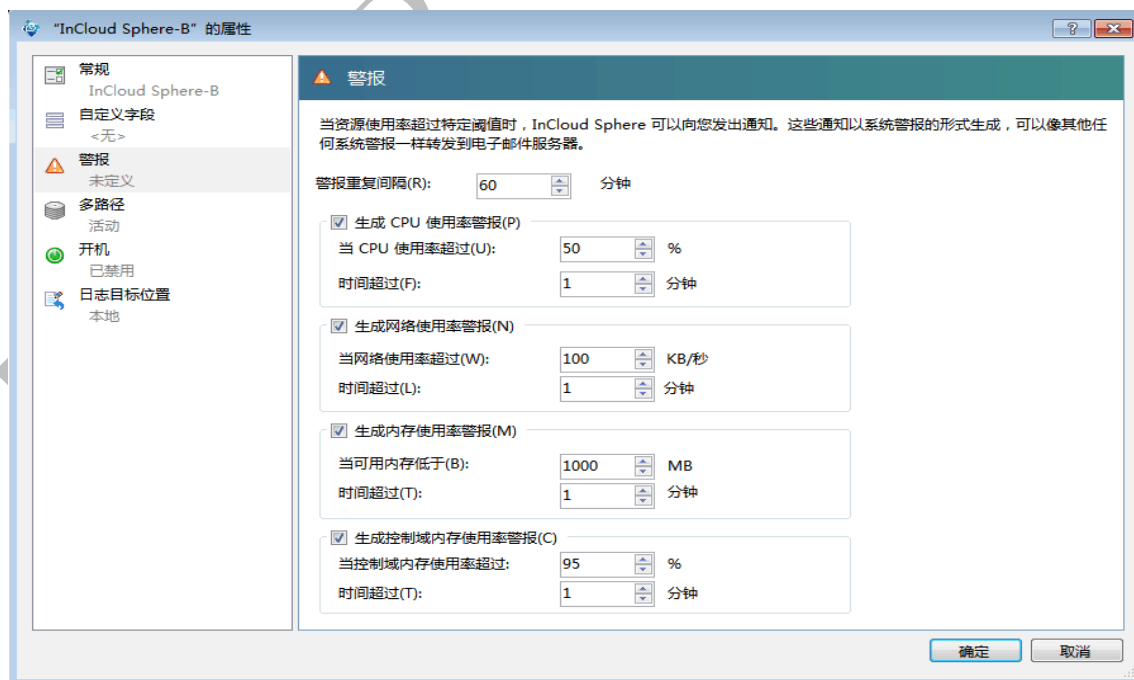 “InCloud Sphere-B” 的属性
常规
InCloud Sphere-B
自定义字段
<无>
警报
未定义
多路径
活动
开机
已禁用
日志目标位置
本地
警报
当资源使用率超过特定阈值时，InCloud Sphere 可以向您发出通知。这些通知以系统警报的形式生成，可以像其他任
何系统警报一样转发到电子邮件服务器。
警报重复间隔(R): 60 分钟
生成 CPU 使用率警报(P)
当 CPU 使用率超过(U): 50 %
时间超过(F): 1 分钟
生成网络使用率警报(N)
当网络使用率超过(W): 100 KB/秒
时间超过(L): 1 分钟
生成内存使用率警报(M)
当可用内存低于(B): 1000 MB
时间超过(T): 1 分钟
生成控制域内存使用率警报(C)
当控制域内存使用率超过: 95 %
时间超过(T): 1 分钟
确定 取消